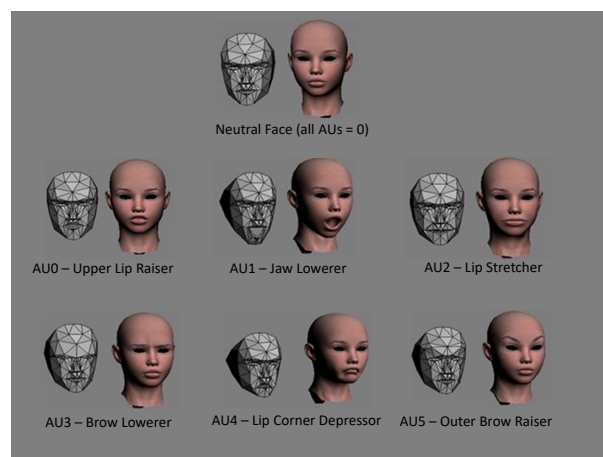 Neutral Face (all AUs = 0)
AU0 – Upper Lip Raiser
AU1 – Jaw Lowerer
AU2 – Lip Stretcher
AU3 – Brow Lowerer
AU4 – Lip Corner Depressor
AU5 – Outer Brow Raiser